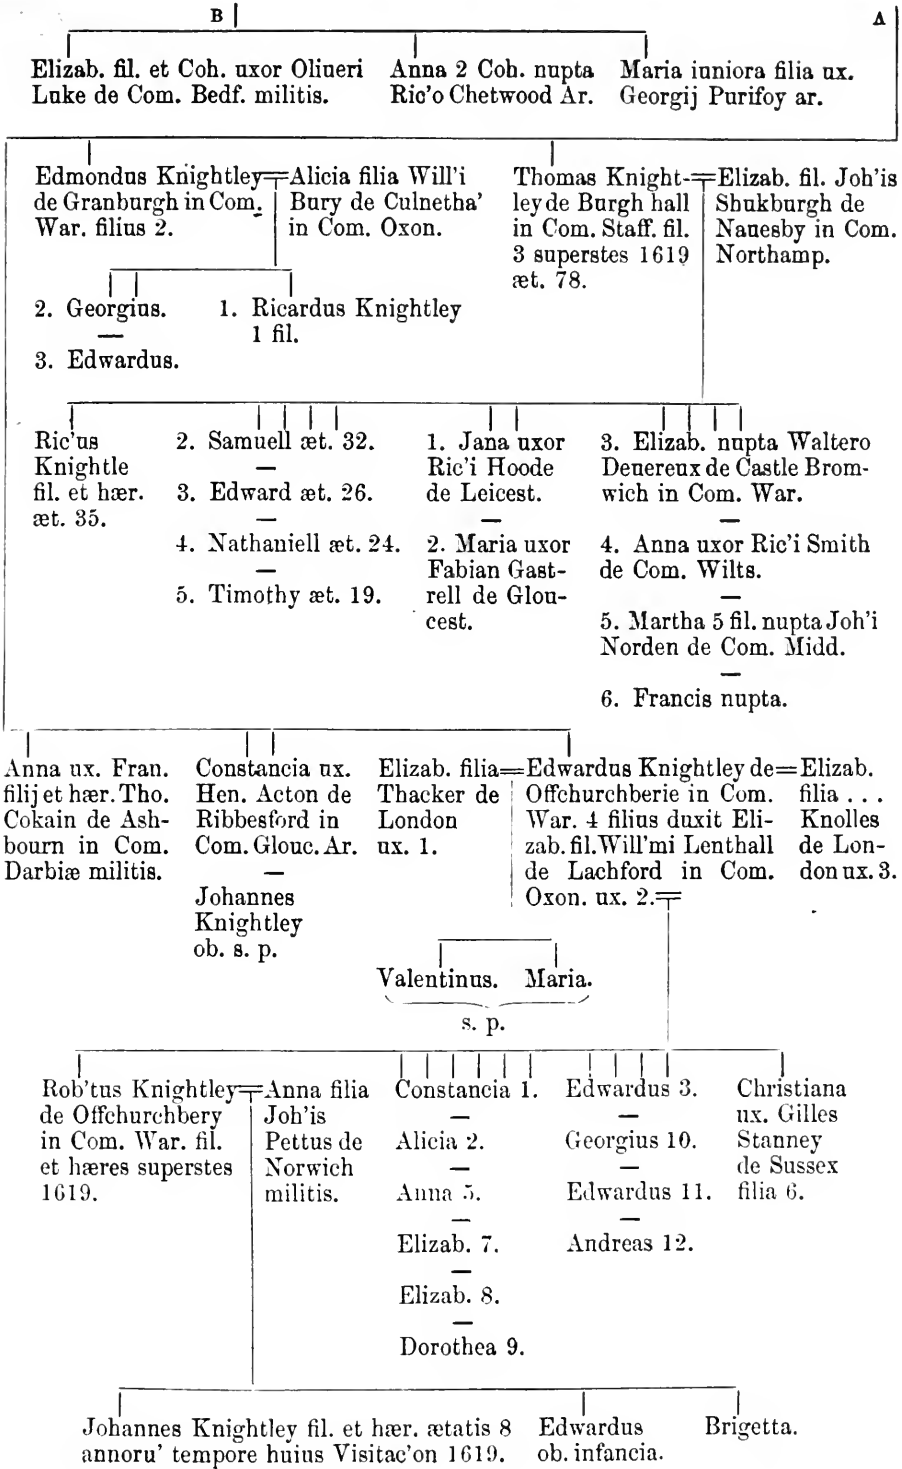 B
A
Elizab. fil. et Coh. uxor Oliueri
Luke de Com. Bedf. militis.
Anna 2 Coh. nupta
Ric'o Chetwood Ar.
Maria iuniora filia ux.
Georgij Purifoy ar.
Edmondus Knightley
de Granburgh in Com.
War. filius 2.
Alicia filia Will'i
Bury de Culnetha'
in Com. Oxon.
Thomas Knight-
ley de Burgh hall
in Com. Staff. fil.
3 superstes 1619
æt. 78.
Elizab. fil. Joh'is
Shukburgh de
Nauesby in Com.
Northamp.
2. Georgius.
—
3. Edwardus.
1. Ricardus Knightley
1 fil.
Ric'us
Knightle
fil. et hær.
æt. 35.
2. Samuell æt. 32.
—
3. Edward æt. 26.
—
4. Nathaniell æt. 24.
—
5. Timothy æt. 19.
1. Jana uxor
Ric'i Hoode
de Leicest.
—
2. Maria uxor
Fabian Gast-
rell de Glou-
cest.
3. Elizab. nupta Waltero
Deuereux de Castle Brom-
wich in Com. War.
—
4. Anna uxor Ric'i Smith
de Com. Wilts.
—
5. Martha 5 fil. nupta Joh'i
Norden de Com. Midd.
—
6. Francis nupta.
Anna ux. Fran.
filij et hær. Tho.
Cokain de Ash-
bourn in Com.
Darbiæ militis.
Constancia ux.
Hen. Acton de
Ribbesford in
Com. Glouc. Ar.
—
Johannes
Knightley
ob. s. p.
Elizab. filia
Thacker de
London
ux. 1.
Edwardus Knightley de
Offchurchberie in Com.
War. 4 filius duxit Eli-
zab. fil. Will'mi Lenthall
de Lachford in Com.
Oxon. ux. 2.
Elizab.
filia . . .
Knolles
de Lon-
don ux. 3.
Valentinus.
Maria.
s. p.
Rob'tus Knightley
de Offchurchbery
in Com. War. fil.
et hæres superstes
1619.
Anna filia
Joh'is
Pettus de
Norwich
militis.
Constancia 1.
—
Alicia 2.
—
Anna 5.
—
Elizab. 7.
—
Elizab. 8.
—
Dorothea 9.
Edwardus 3.
—
Georgius 10.
—
Edwardus 11.
—
Andreas 12.
Christiana
ux. Gilles
Stanney
de Sussex
filia 6.
Johannes Knightley fil. et hær. ætatis 8
annoru' tempore huius Visitac'on 1619.
Edwardus
ob. infancia.
Brigetta.